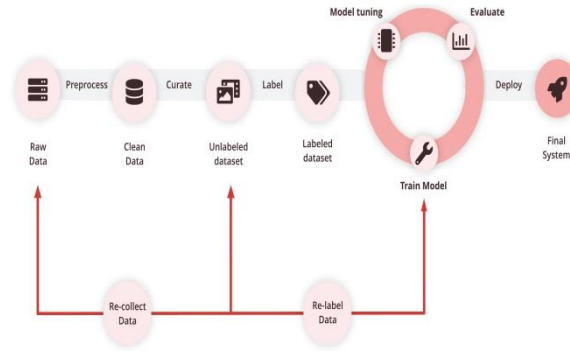 Model tuning
Evaluate
Preprocess
Curate
Label
Deploy
Raw
Data
Clean
Data
Unlabeled
dataset
Labeled
dataset
Final
System
Train Model
Re-collect
Data
Re-label
Data